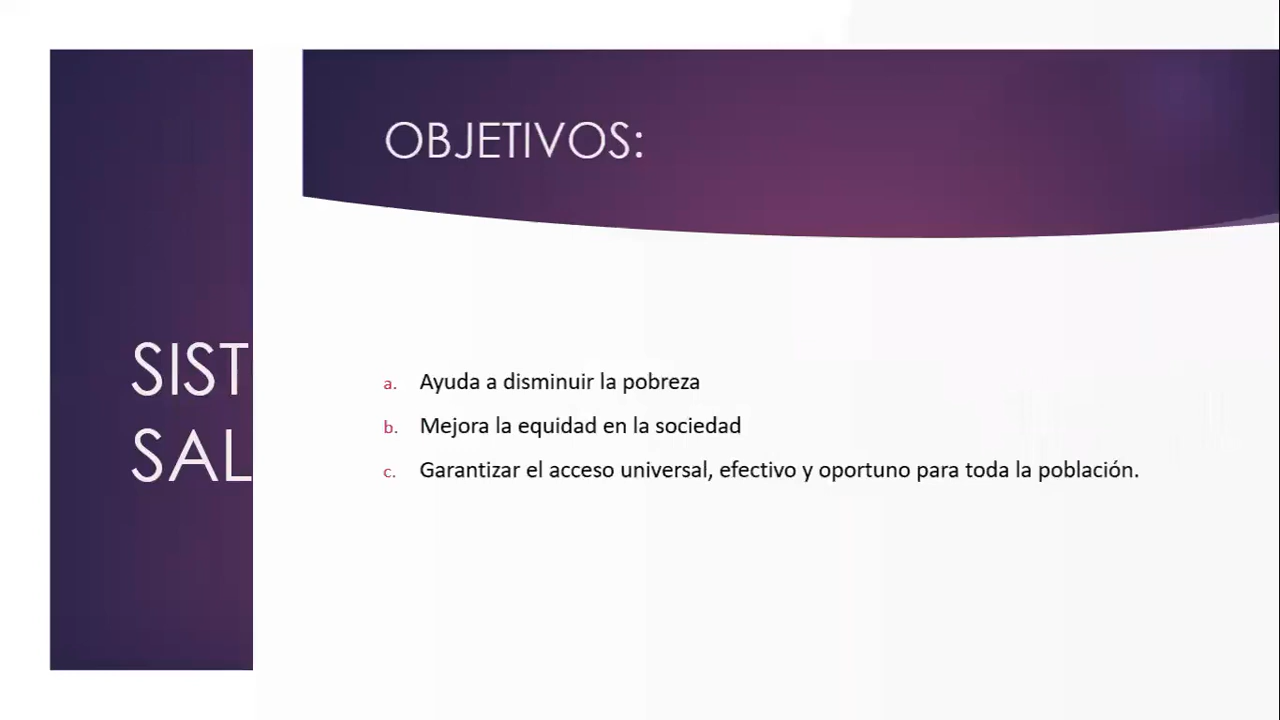 OBJETIVOS:
SIST
SAL
a. Ayuda a disminuir la pobreza
b. Mejora la equidad en la sociedad
c. Garantizar el acceso universal, efectivo y oportuno para toda la población.